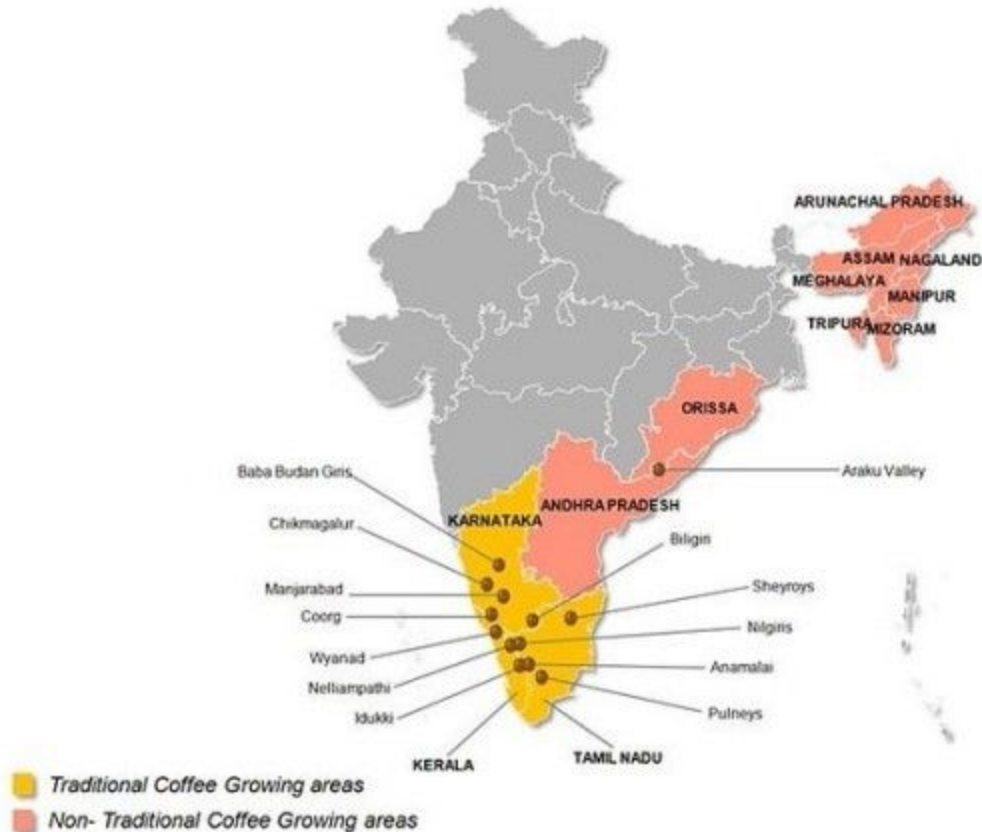 ARUNACHAL PRADESH
ASSAM NAGALAND
MEGHALAYA
MANIPUR
TRIPURA MIZORAM
ORISSA
Baba Budan Giris
Araku Valley
ANDHRA PRADESH
KARNATAKA
Chikmagalur
Biligiri
Manjarabad
Sheyroys
Coorg
Nilgiris
Wyanad
Anamalai
Nelliampathi
Idukki
Pulneys
KERALA
TAMIL NADU
Traditional Coffee Growing areas
Non- Traditional Coffee Growing areas